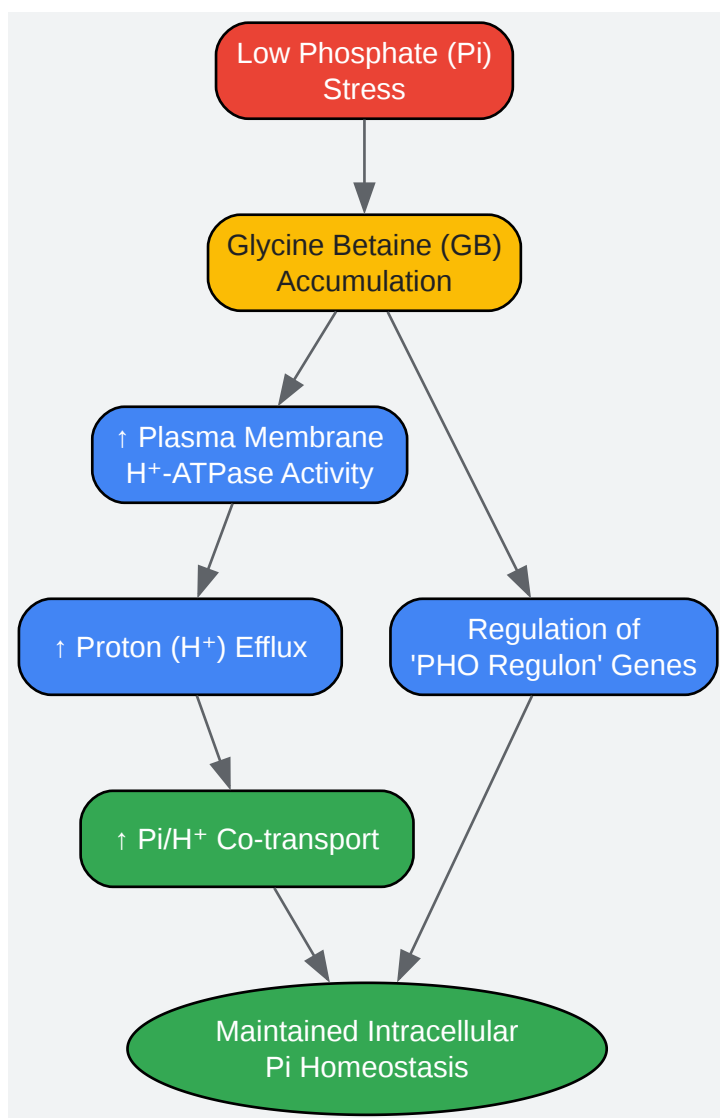 Low Phosphate (Pi)
Stress
Glycine Betaine (GB)
Accumulation
↑ Plasma Membrane
H⁺-ATPase Activity
↑ Proton (H⁺) Efflux
Regulation of
'PHO Regulon' Genes
↑ Pi/H⁺ Co-transport
Maintained Intracellular
Pi Homeostasis